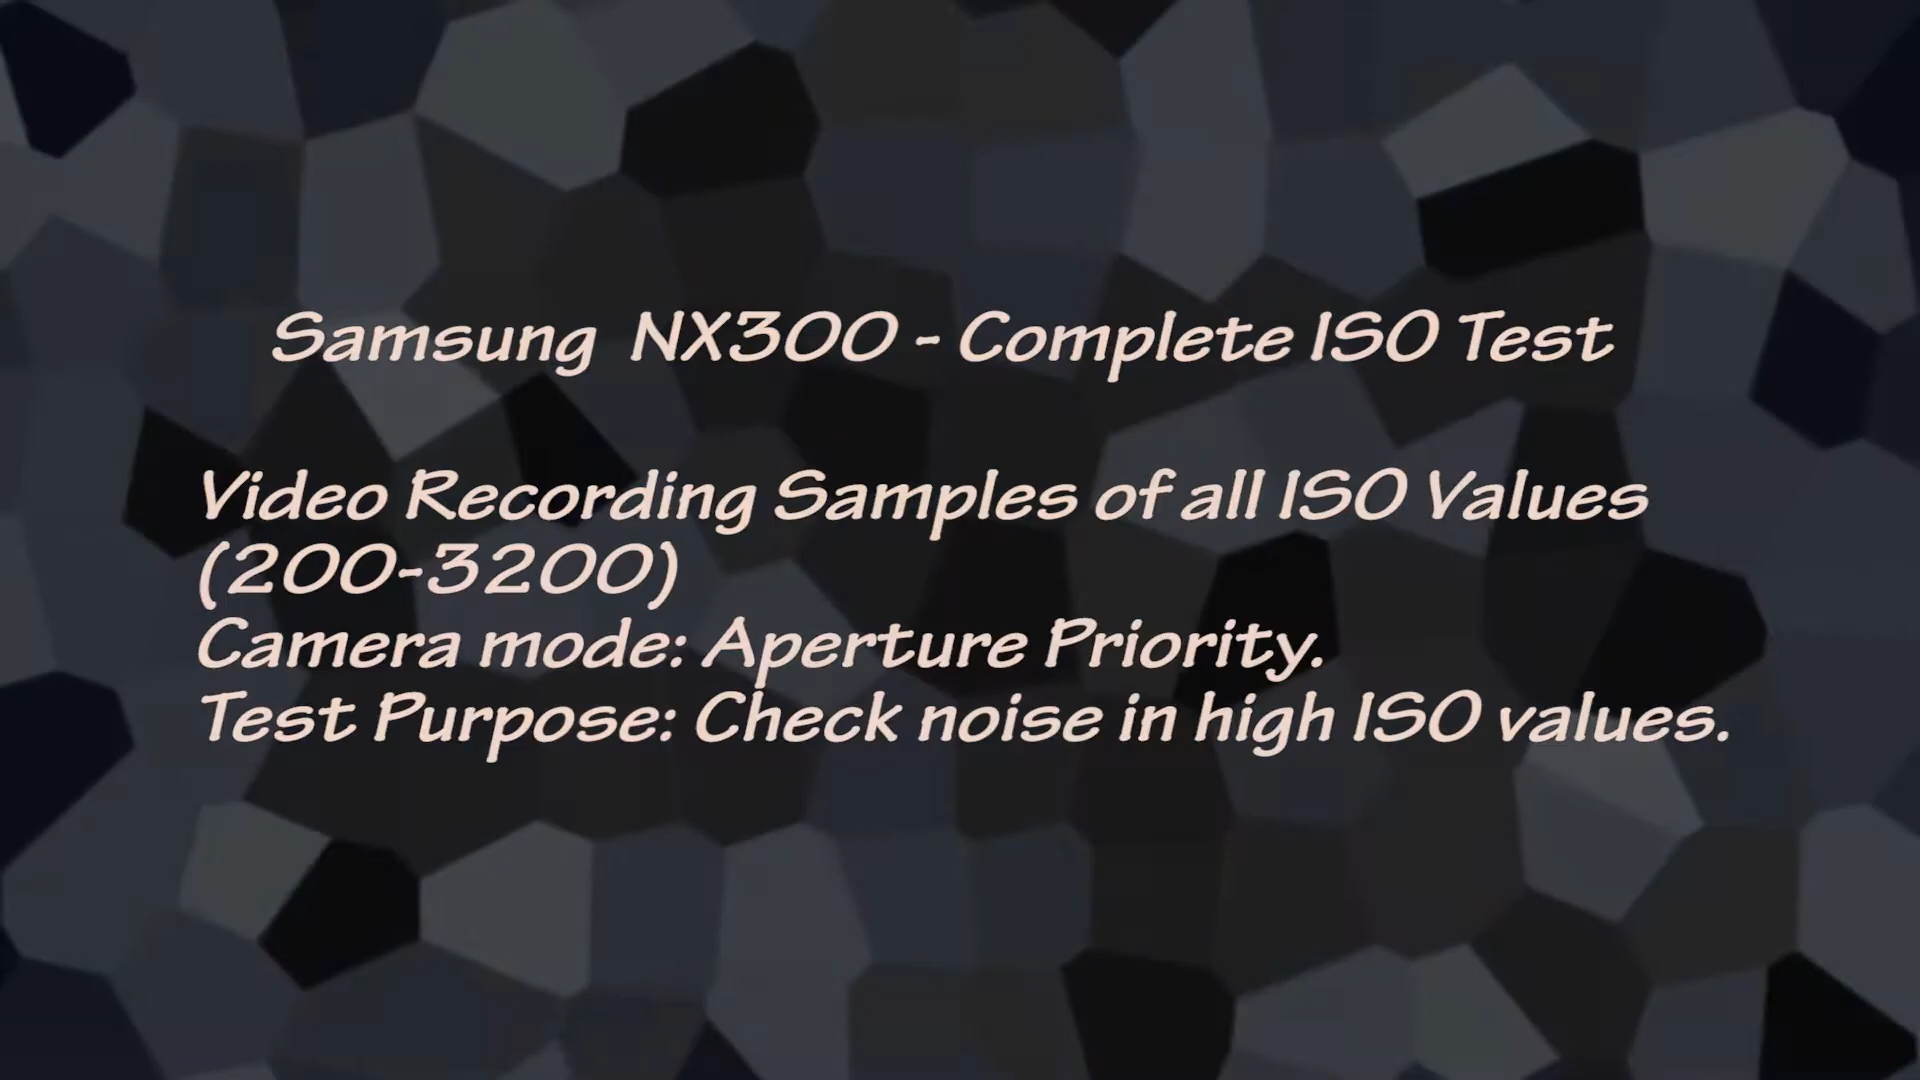 Samsung NX300 - Complete ISO Test
Video Recording Samples of all ISO Values
(200-3200)
Camera mode: Aperture Priority.
Test Purpose: Check noise in high ISO values.